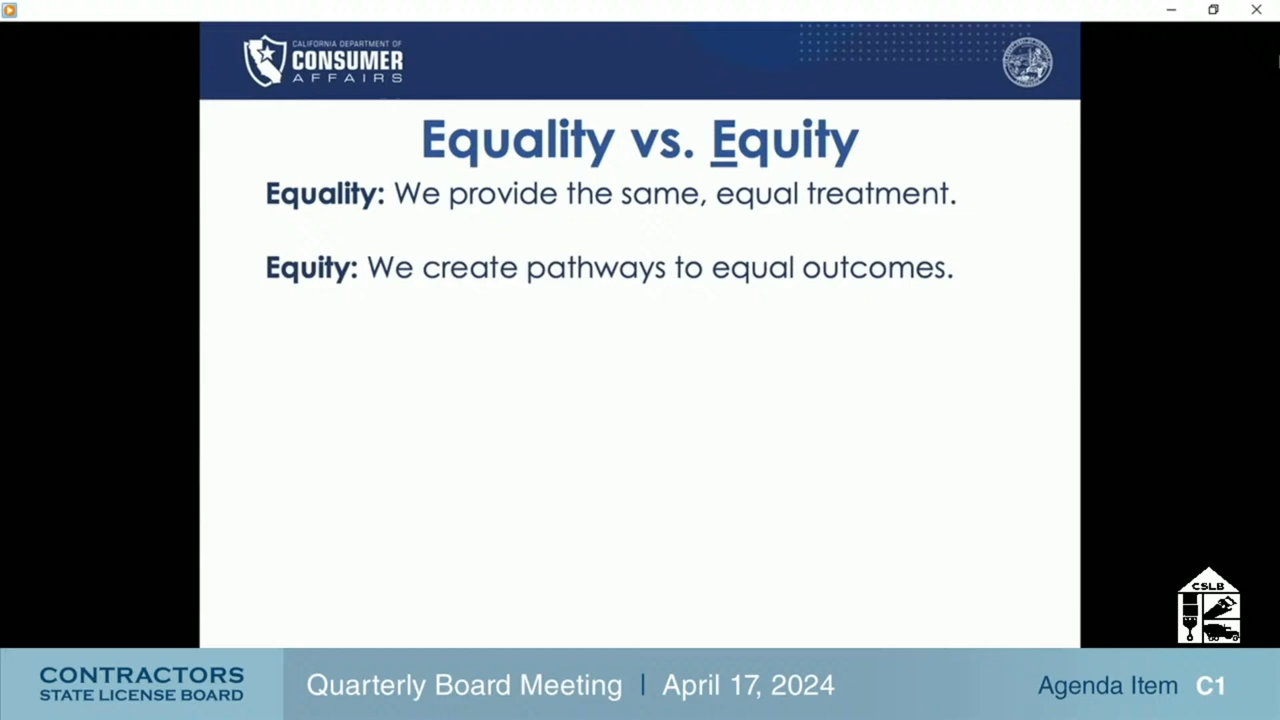 CALIFORNIA DEPARTMENT OF
CONSUMER
AFFAIRS
Equality vs. Equity
Equality: We provide the same, equal treatment.
Equity: We create pathways to equal outcomes.
CSLB
CONTRACTORS
STATE LICENSE BOARD
Quarterly Board Meeting | April 17, 2024
Agenda Item C1